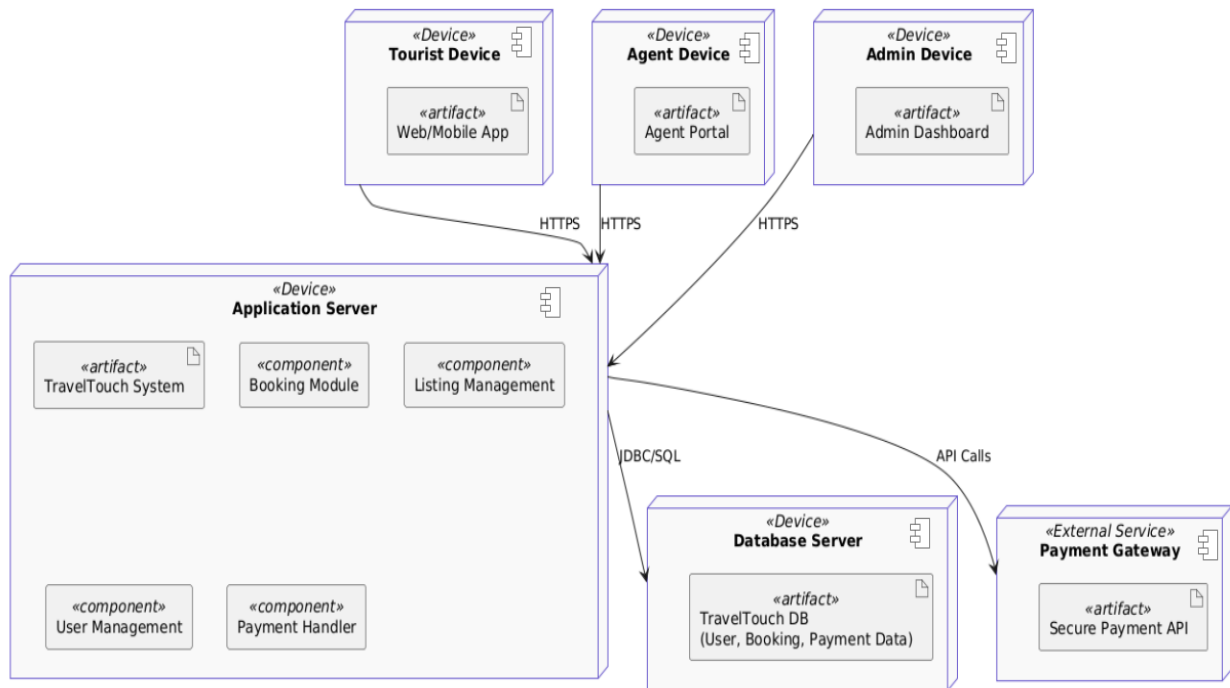 «Device»
Tourist Device
«artifact»
Web/Mobile App
«Device»
Agent Device
«artifact»
Agent Portal
«Device»
Admin Device
«artifact»
Admin Dashboard
HTTPS
HTTPS
HTTPS
«Device»
Application Server
«artifact»
TravelTouch System
«component»
Booking Module
«component»
Listing Management
«component»
User Management
«component»
Payment Handler
JDBC/SQL
API Calls
«Device»
Database Server
«artifact»
TravelTouch DB
(User, Booking, Payment Data)
«External Service»
Payment Gateway
«artifact»
Secure Payment API